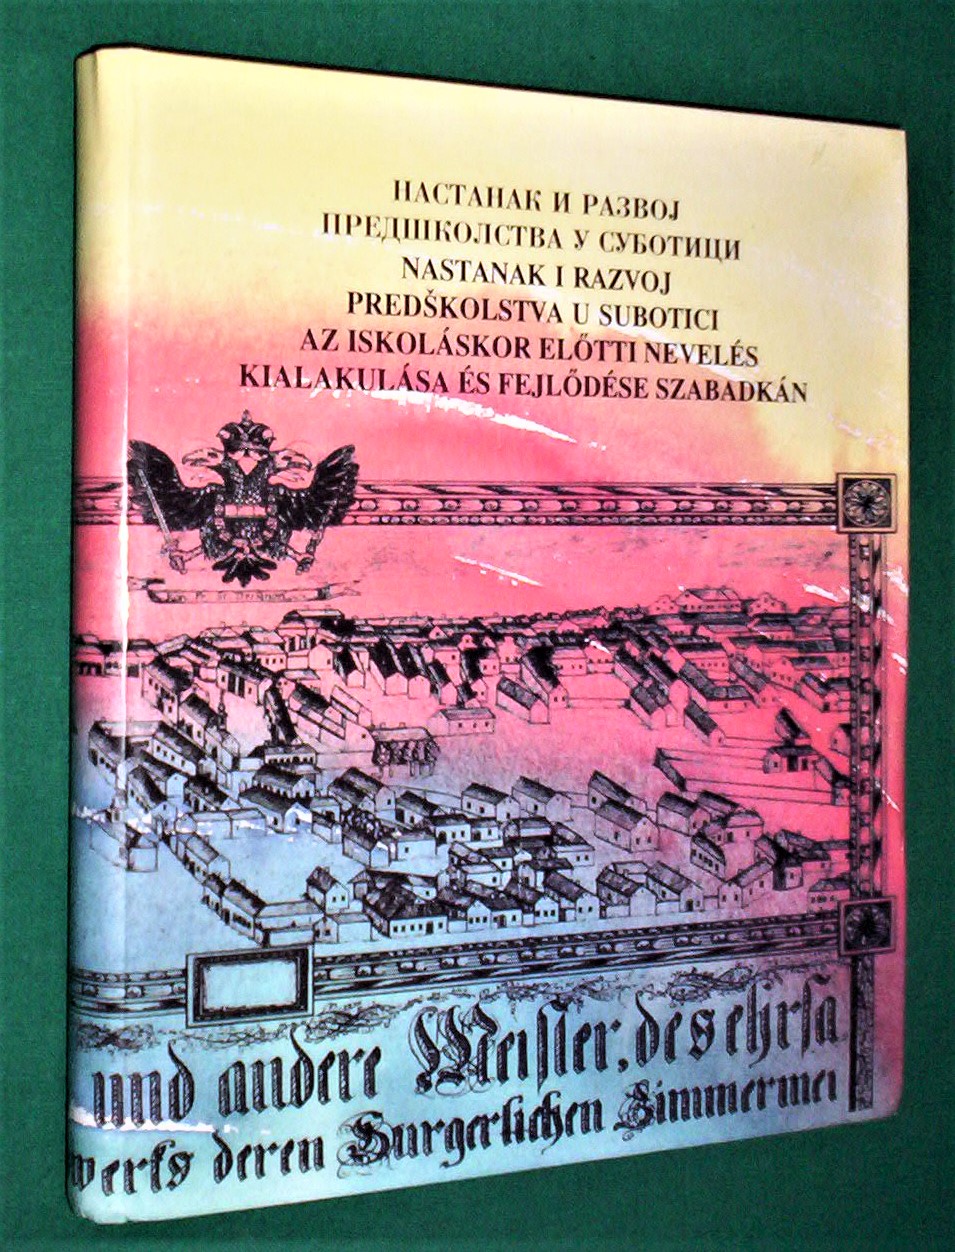 НАСТАНАК И РАЗВОЈ
ПРЕДШКОЛСТВА У СУБОТИЦИ
NASTANAK I RAZVOJ
PREDŠKOLSTVA U SUBOTICI
AZ ISKOLÁSKOR ELŐTTI NEVELÉS
KIALAKULÁSA ÉS FEJLŐDÉSE SZABADKÁN
und andere Meister, des ehrsa
werks deren Burgerlichen Zimmermei